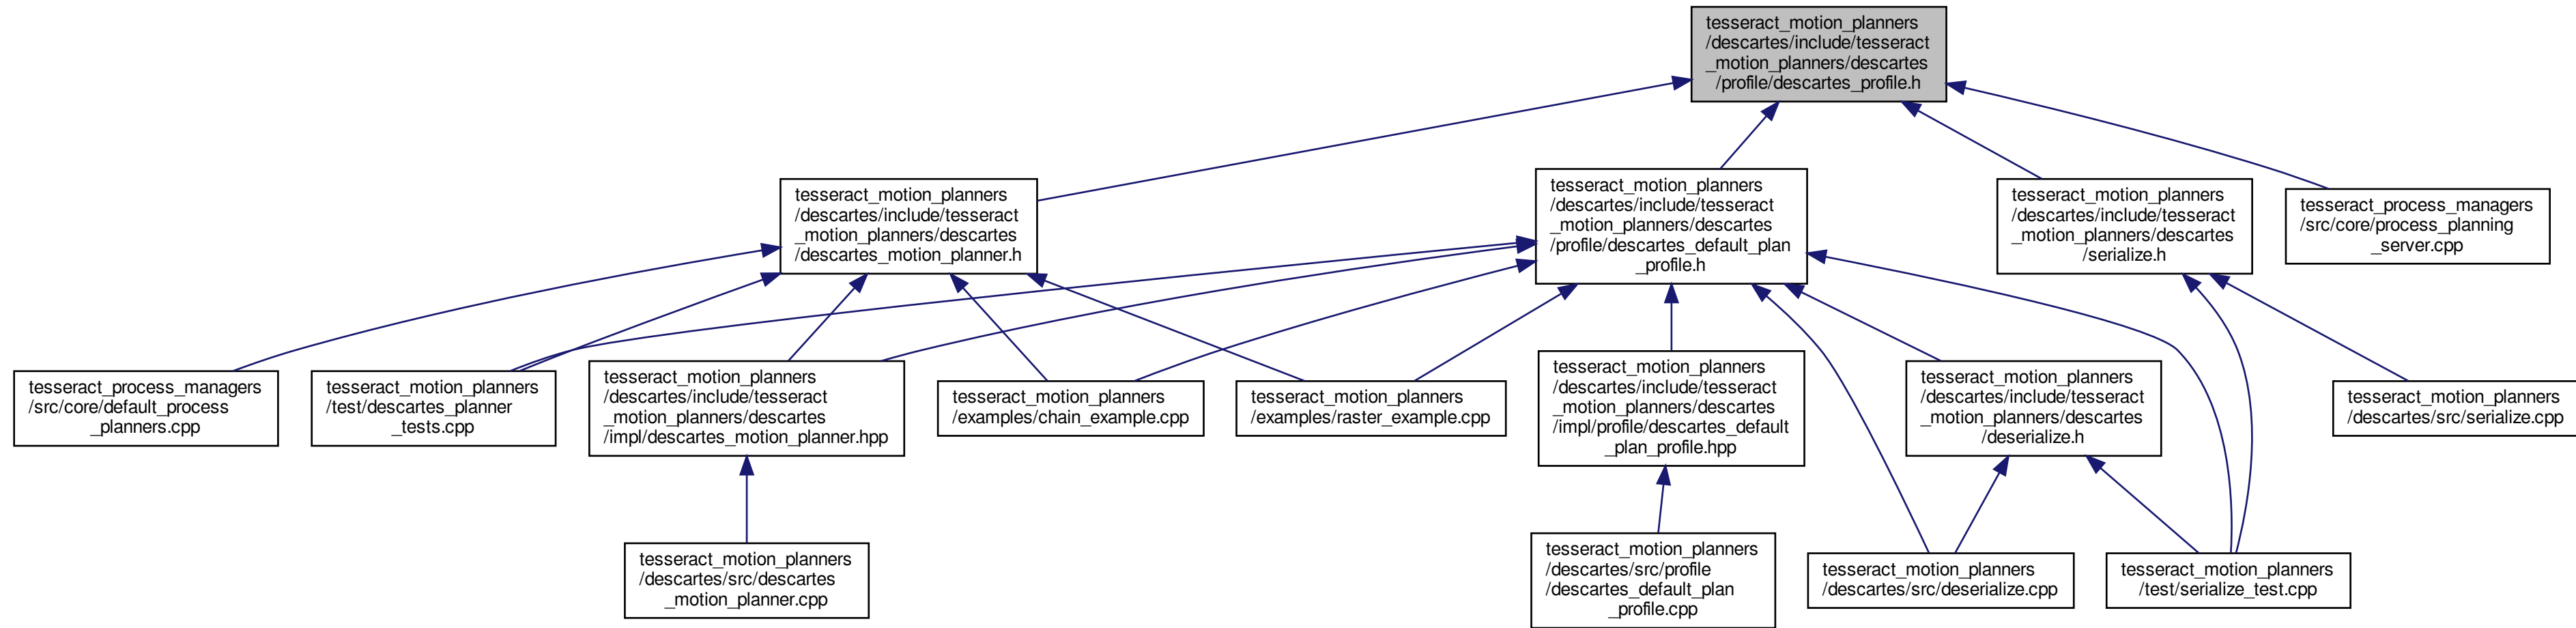 tesseract_motion_planners
/descartes/include/tesseract
_motion_planners/descartes
/profile/descartes_profile.h
tesseract_motion_planners
/descartes/include/tesseract
_motion_planners/descartes
/descartes_motion_planner.h
tesseract_motion_planners
/descartes/include/tesseract
_motion_planners/descartes
/profile/descartes_default_plan
_profile.h
tesseract_motion_planners
/descartes/include/tesseract
_motion_planners/descartes
/serialize.h
tesseract_process_managers
/src/core/process_planning
_server.cpp
tesseract_process_managers
/src/core/default_process
_planners.cpp
tesseract_motion_planners
/test/descartes_planner
_tests.cpp
tesseract_motion_planners
/descartes/include/tesseract
_motion_planners/descartes
/impl/descartes_motion_planner.hpp
tesseract_motion_planners
/examples/chain_example.cpp
tesseract_motion_planners
/examples/raster_example.cpp
tesseract_motion_planners
/descartes/include/tesseract
_motion_planners/descartes
/impl/profile/descartes_default
_plan_profile.hpp
tesseract_motion_planners
/descartes/include/tesseract
_motion_planners/descartes
/deserialize.h
tesseract_motion_planners
/descartes/src/serialize.cpp
tesseract_motion_planners
/descartes/src/descartes
_motion_planner.cpp
tesseract_motion_planners
/descartes/src/profile
/descartes_default_plan
_profile.cpp
tesseract_motion_planners
/descartes/src/deserialize.cpp
tesseract_motion_planners
/test/serialize_test.cpp